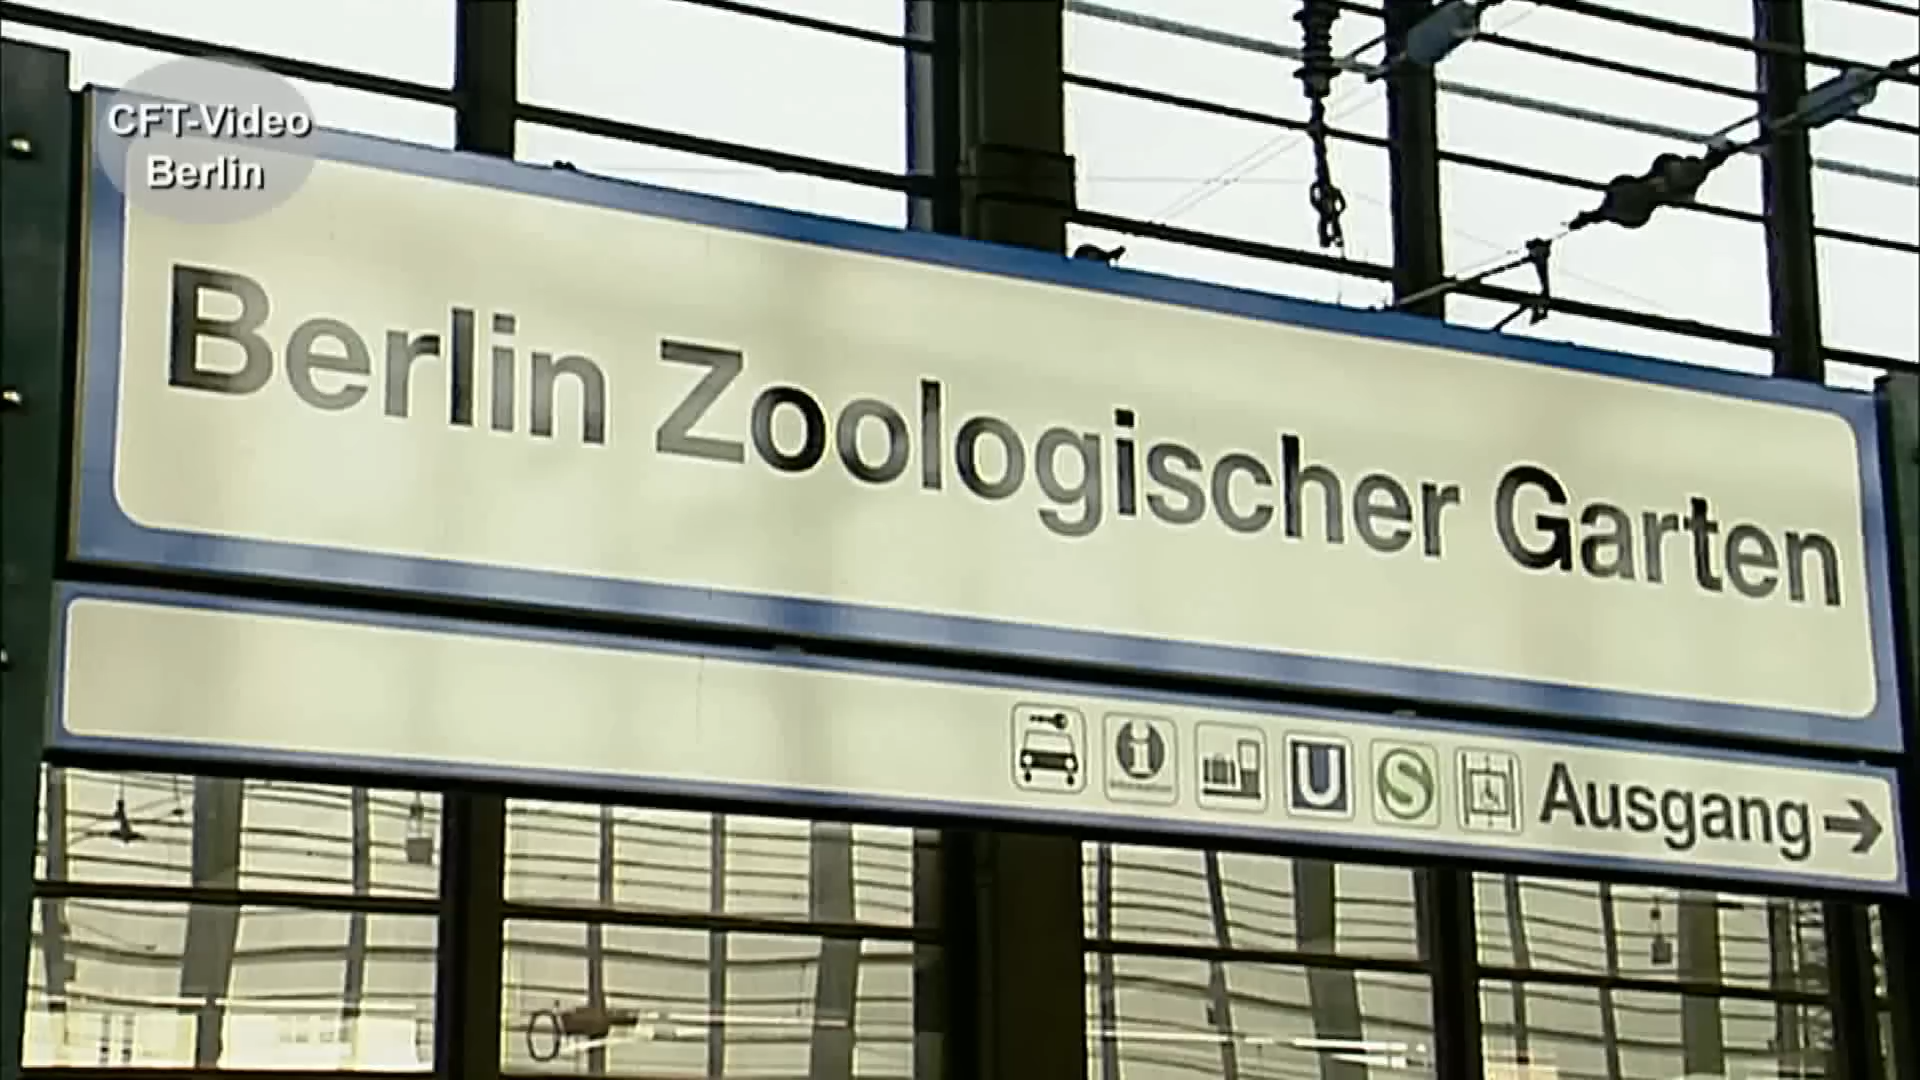 CFT-Video
Berlin
Berlin Zoologischer Garten
U S Ausgang →